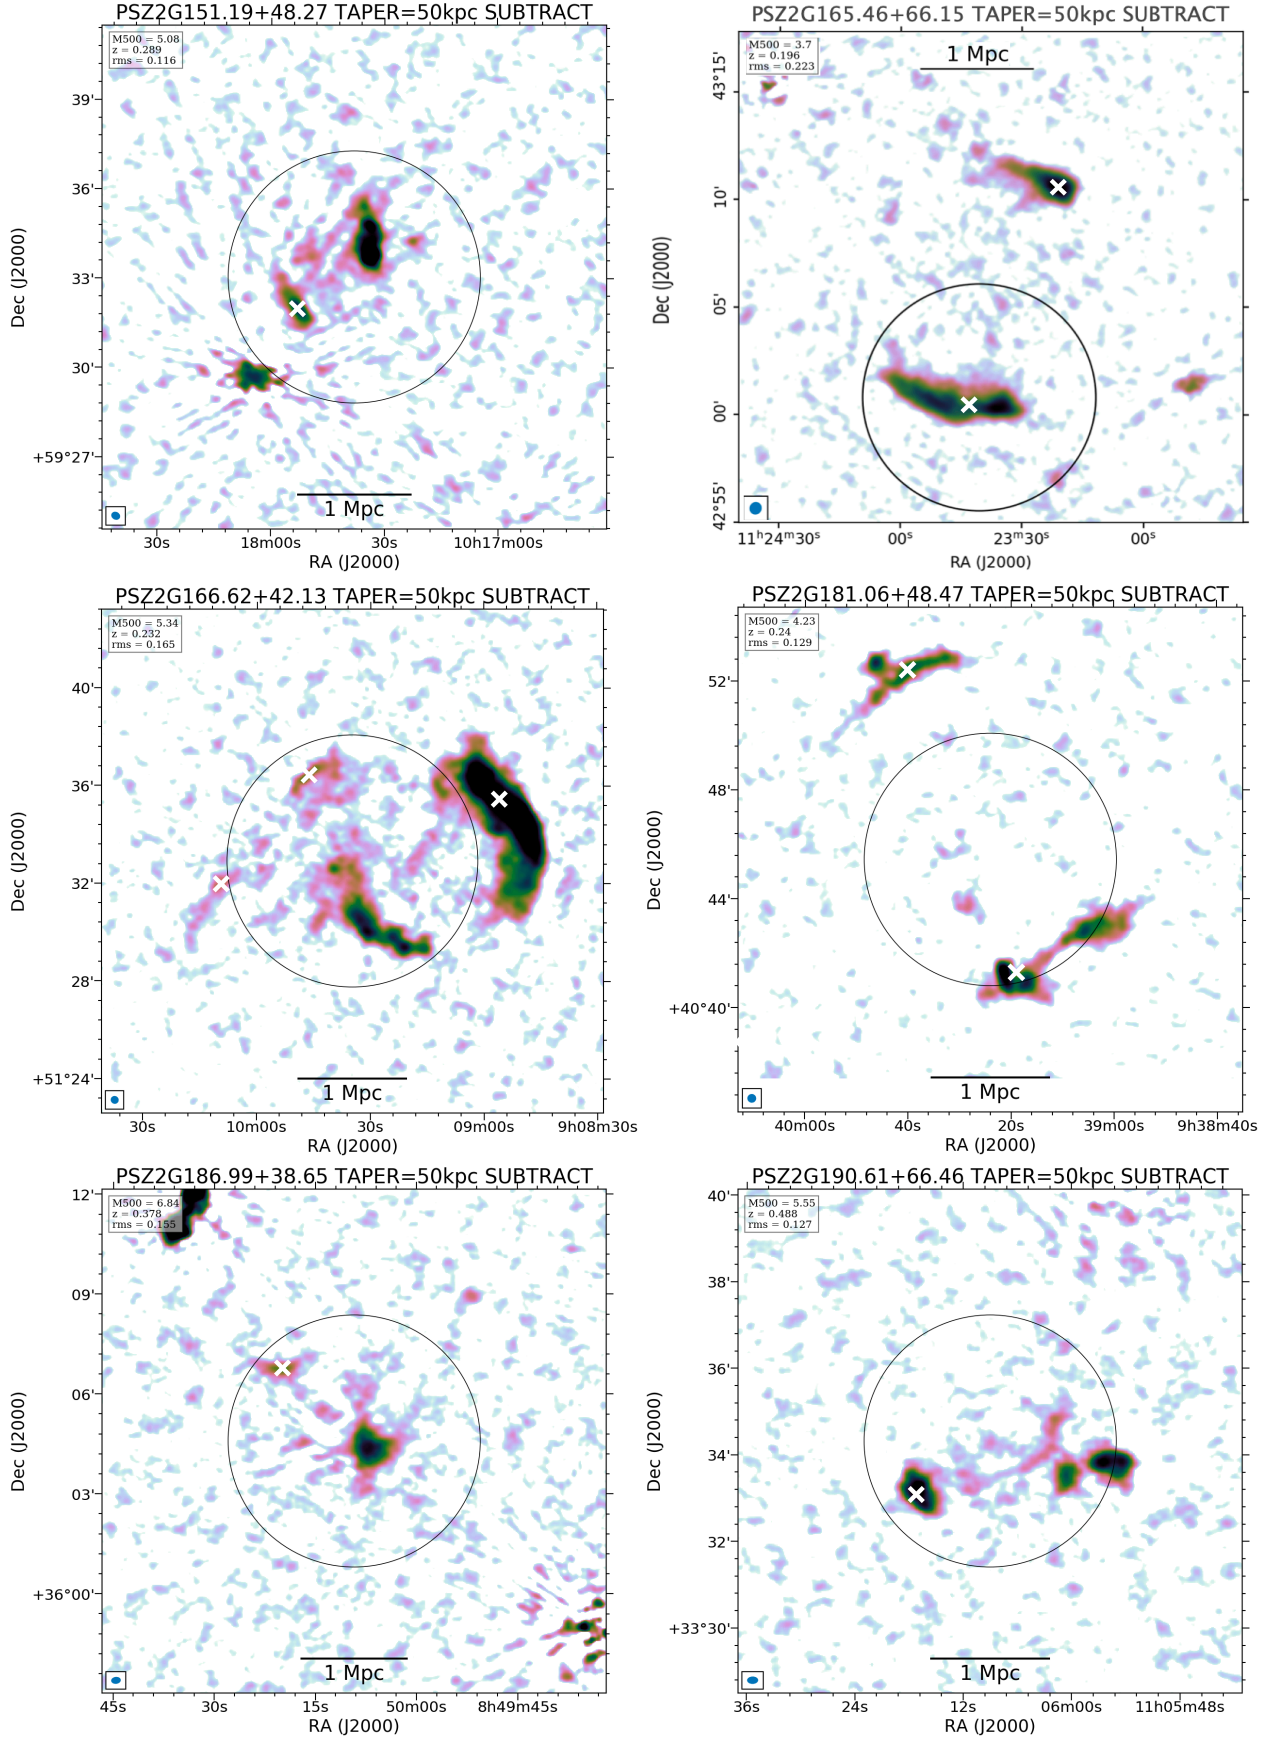 PSZ2G151.19+48.27 TAPER=50kpc SUBTRACT
M500 = 5.08
z = 0.289
rms = 0.116
39'
36'
33'
30'
+59°27'
Dec (J2000)
1 Mpc
30s
18m00s
30s
10h17m00s
RA (J2000)
PSZ2G165.46+66.15 TAPER=50kpc SUBTRACT
M500 = 3.7
z = 0.196
rms = 0.223
1 Mpc
43°15'
10'
05'
00'
42°55'
Dec (J2000)
11h24m30s
00s
23m30s
00s
RA (J2000)
PSZ2G166.62+42.13 TAPER=50kpc SUBTRACT
M500 = 5.34
z = 0.232
rms = 0.165
40'
36'
32'
28'
+51°24'
Dec (J2000)
1 Mpc
30s
10m00s
30s
09m00s
9h08m30s
RA (J2000)
PSZ2G181.06+48.47 TAPER=50kpc SUBTRACT
M500 = 4.23
z = 0.24
rms = 0.129
52'
48'
44'
+40°40'
Dec (J2000)
1 Mpc
40m00s
40s
20s
39m00s
9h38m40s
RA (J2000)
PSZ2G186.99+38.65 TAPER=50kpc SUBTRACT
M500 = 6.84
z = 0.378
rms = 0.155
12'
09'
06'
03'
+36°00'
Dec (J2000)
1 Mpc
45s
30s
15s
50m00s
8h49m45s
RA (J2000)
PSZ2G190.61+66.46 TAPER=50kpc SUBTRACT
M500 = 5.55
z = 0.488
rms = 0.127
40'
38'
36'
34'
32'
+33°30'
Dec (J2000)
1 Mpc
36s
24s
12s
06m00s
11h05m48s
RA (J2000)